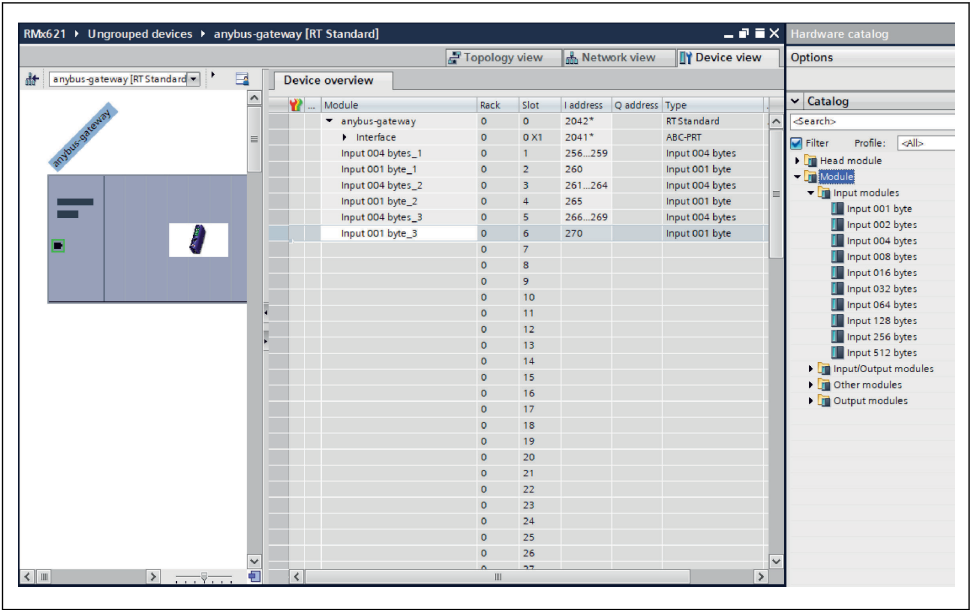 RMx621 ▸ Ungrouped devices ▸ anybus-gateway [RT Standard]
Topology view Network view Device view
anybus-gateway [RT Standard]
anybus-gateway
Device overview
... Module Rack Slot I address Q address Type
anybus-gateway 0 0 2042* RT Standard
Interface 0 0 X1 2041* ABC-PRT
Input 004 bytes_1 0 1 256...259 Input 004 bytes
Input 001 byte_1 0 2 260 Input 001 byte
Input 004 bytes_2 0 3 261...264 Input 004 bytes
Input 001 byte_2 0 4 265 Input 001 byte
Input 004 bytes_3 0 5 266...269 Input 004 bytes
Input 001 byte_3 0 6 270 Input 001 byte
0 7
0 8
0 9
0 10
0 11
0 12
0 13
0 14
0 15
0 16
0 17
0 18
0 19
0 20
0 21
0 22
0 23
0 24
0 25
0 26
0 27
Hardware catalog
Options
Catalog
<Search>
Filter Profile: <All>
Head module
Module
Input modules
Input 001 byte
Input 002 bytes
Input 004 bytes
Input 008 bytes
Input 016 bytes
Input 032 bytes
Input 064 bytes
Input 128 bytes
Input 256 bytes
Input 512 bytes
Input/Output modules
Other modules
Output modules